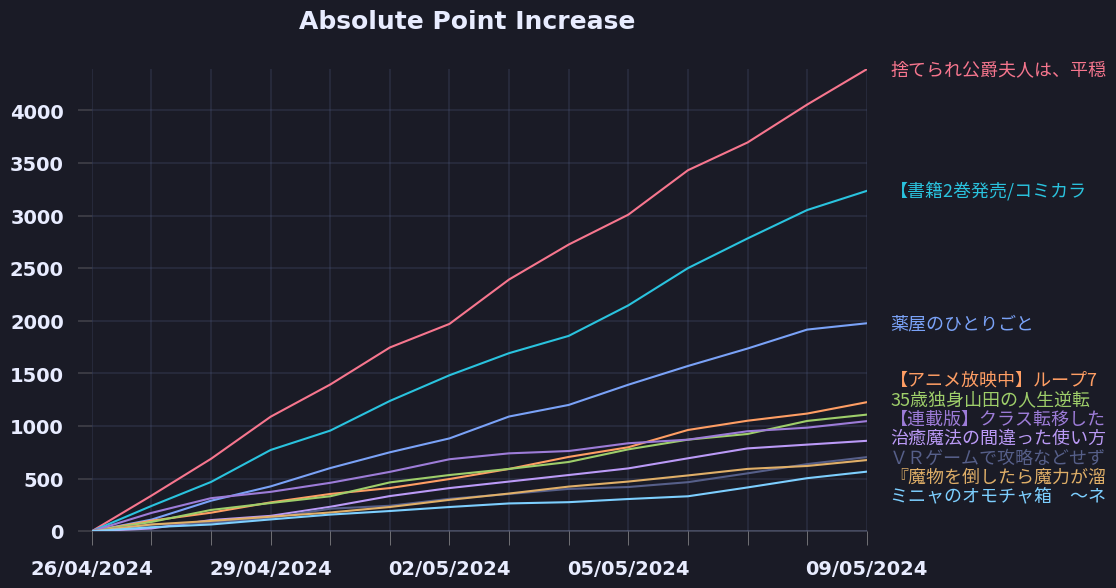 Absolute Point Increase
捨てられ公爵夫人は、平穏
【書籍2巻発売/コミカラ
薬屋のひとりごと
【アニメ放映中】ループ7
35歳独身山田の人生逆転
【連載版】クラス転移した
治癒魔法の間違った使い方
ＶＲゲームで攻略などせず
『魔物を倒したら魔力が溜
ミニャのオモチャ箱　～ネ
4000
3500
3000
2500
2000
1500
1000
500
0
26/04/2024 29/04/2024 02/05/2024 05/05/2024 09/05/2024